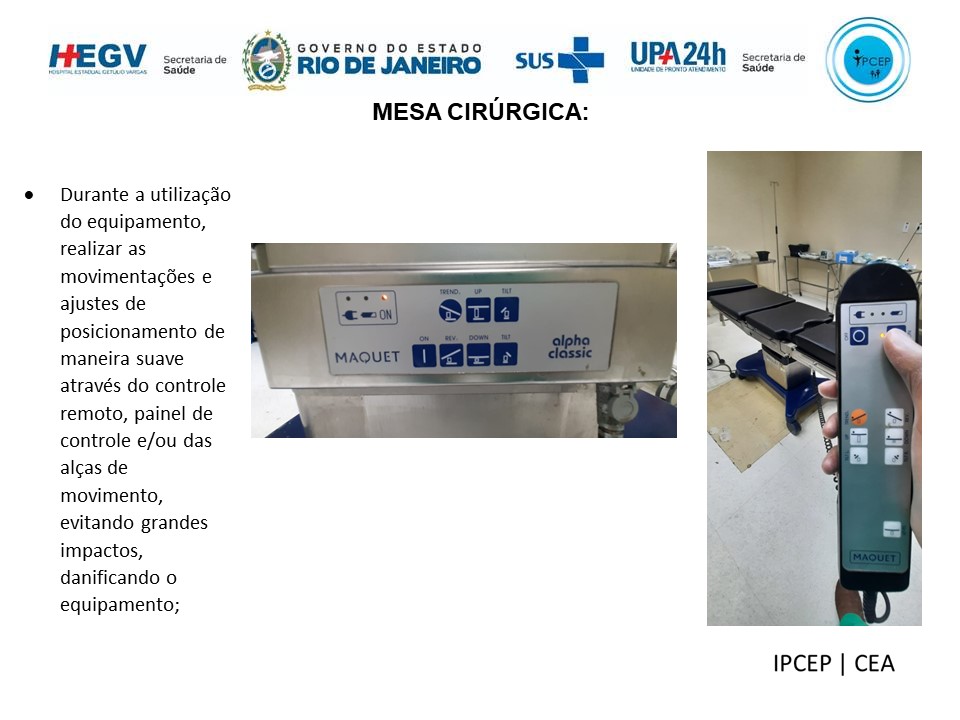 HEGV
HOSPITAL ESTADUAL GETÚLIO VARGAS
Secretaria de
Saúde
GOVERNO DO ESTADO
RIO DE JANEIRO
SUS
UPA24h
UNIDADE DE PRONTO ATENDIMENTO
Secretaria de
Saúde
IPCEP
MESA CIRÚRGICA:
• Durante a utilização
do equipamento,
realizar as
movimentações e
ajustes de
posicionamento de
maneira suave
através do controle
remoto, painel de
controle e/ou das
alças de
movimento,
evitando grandes
impactos,
danificando o
equipamento;
TREND. UP TILT
ON
ON REV. DOWN TILT
MAQUET
alpha
classic
OFF
MAQUET
IPCEP | CEA